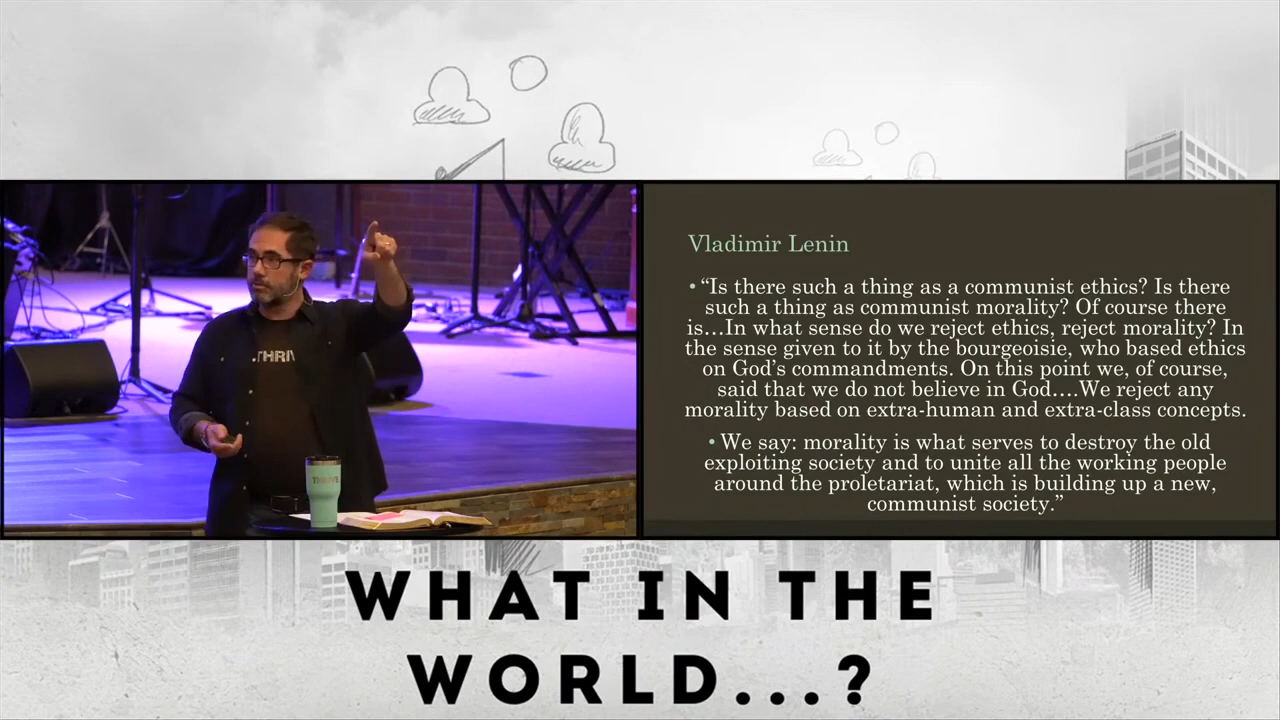 .THRIV
THRIVE
Vladimir Lenin
• “Is there such a thing as a communist ethics? Is there
such a thing as communist morality? Of course there
is…In what sense do we reject ethics, reject morality? In
the sense given to it by the bourgeoisie, who based ethics
on God’s commandments. On this point we, of course,
said that we do not believe in God….We reject any
morality based on extra-human and extra-class concepts.
• We say: morality is what serves to destroy the old
exploiting society and to unite all the working people
around the proletariat, which is building up a new,
communist society.”
WHAT IN THE
WORLD...?